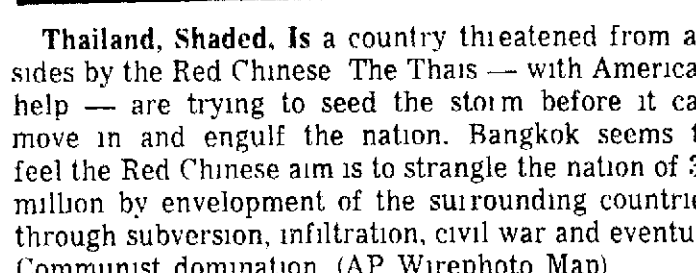 Thailand, Shaded, Is a country threatened from a
sides by the Red Chinese The Thais — with America
help — are trying to seed the storm before it ca
move in and engulf the nation. Bangkok seems t
feel the Red Chinese aim is to strangle the nation of 3
million by envelopment of the surrounding countrie
through subversion, infiltration, civil war and eventu
Communist domination (AP Wirephoto Map)